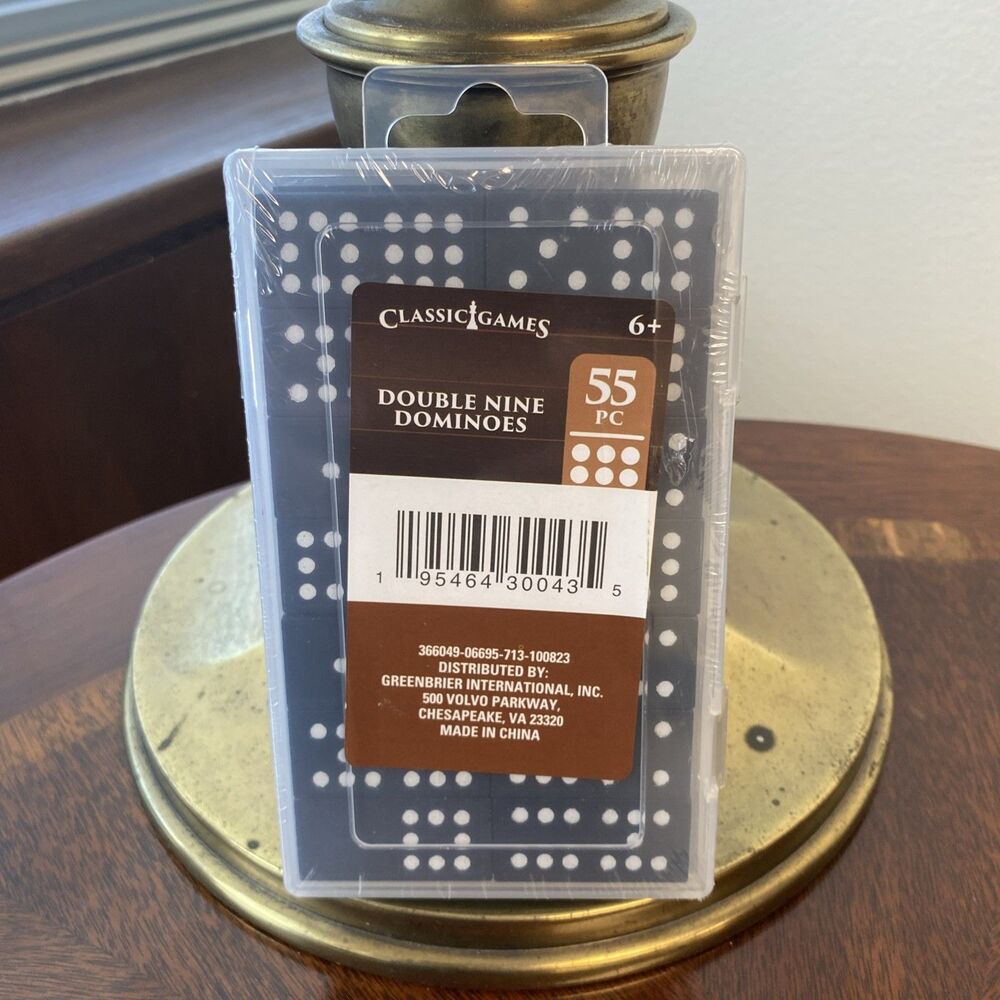 CLASSIC GAMES
6+
DOUBLE NINE
DOMINOES
55
PC
1 95464 30043 5
366049-06695-713-100823
DISTRIBUTED BY:
GREENBRIER INTERNATIONAL, INC.
500 VOLVO PARKWAY,
CHESAPEAKE, VA 23320
MADE IN CHINA